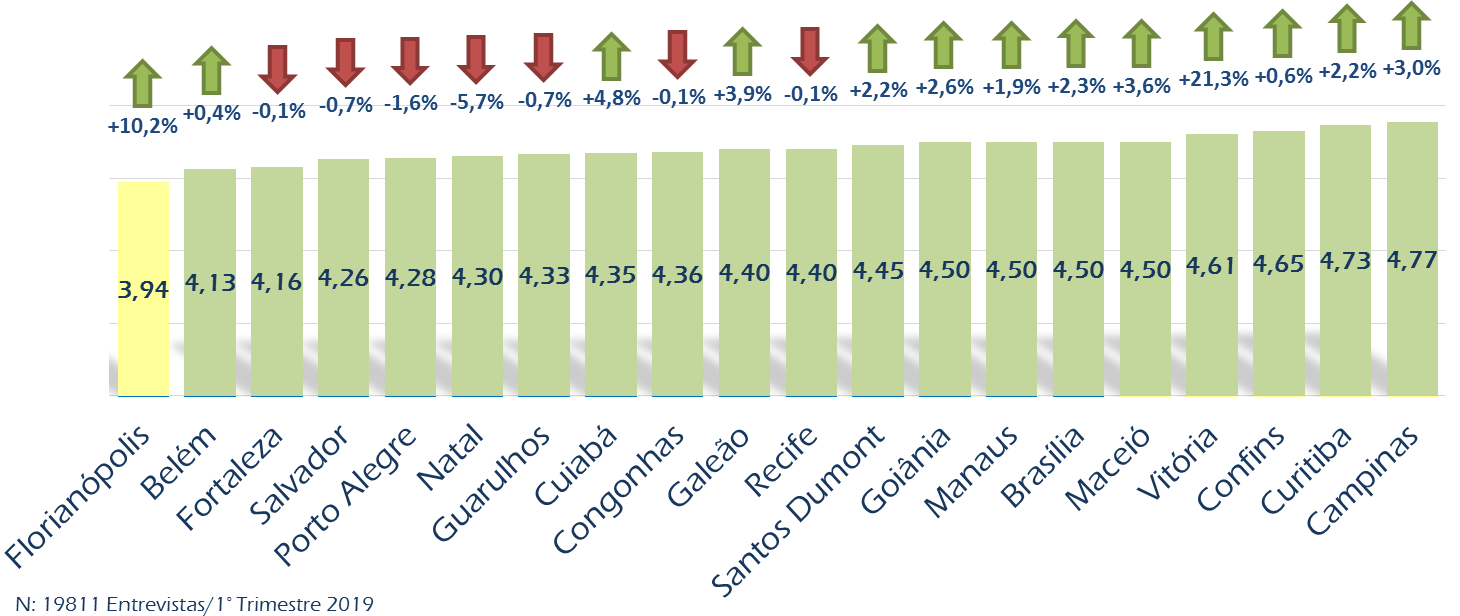 +10,2% +0,4% -0,1% -0,7% -1,6% -5,7% -0,7% +4,8% -0,1% +3,9% -0,1% +2,2% +2,6% +1,9% +2,3% +3,6% +21,3% +0,6% +2,2% +3,0%
3,94 4,13 4,16 4,26 4,28 4,30 4,33 4,35 4,36 4,40 4,40 4,45 4,50 4,50 4,50 4,50 4,61 4,65 4,73 4,77
Florianópolis Belém Fortaleza Salvador Porto Alegre Natal Guarulhos Cuiabá Congonhas Galeão Recife Santos Dumont Goiânia Manaus Brasília Maceió Vitória Confins Curitiba Campinas
N: 19811 Entrevistas/1° Trimestre 2019